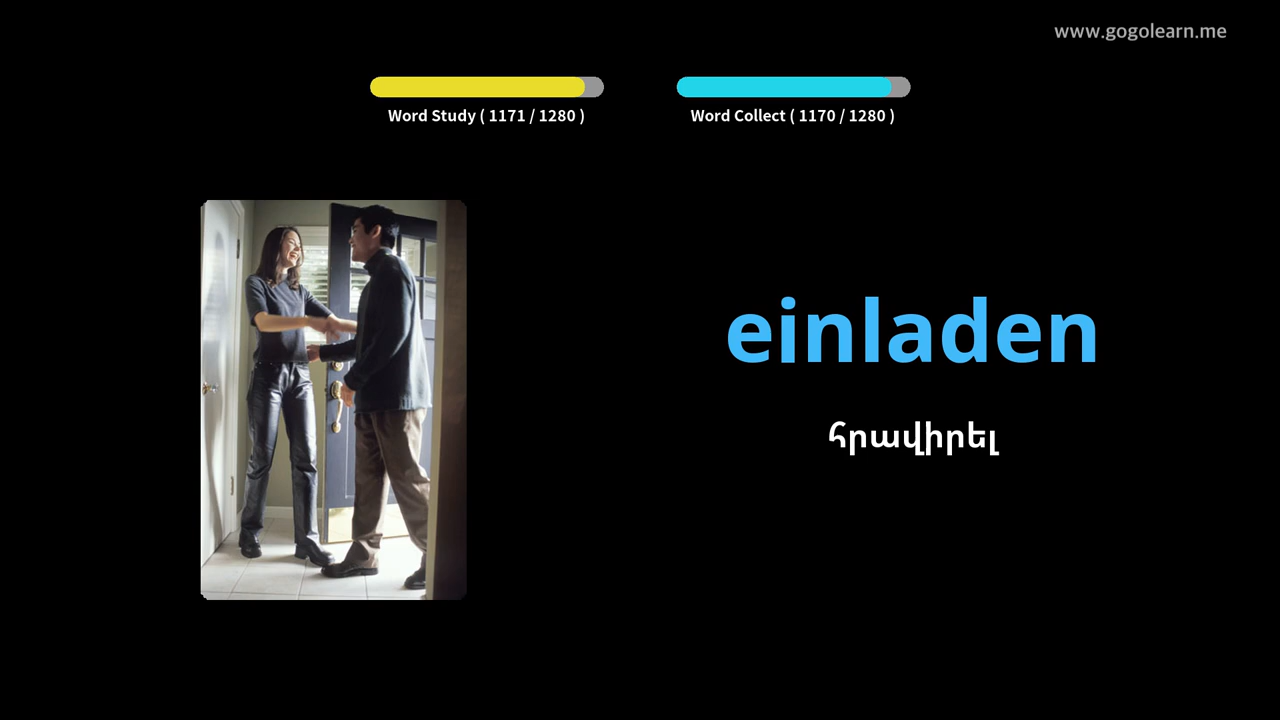 www.gogolearn.me
Word Study ( 1171 / 1280 )
Word Collect ( 1170 / 1280 )
einladen
հրավիրել